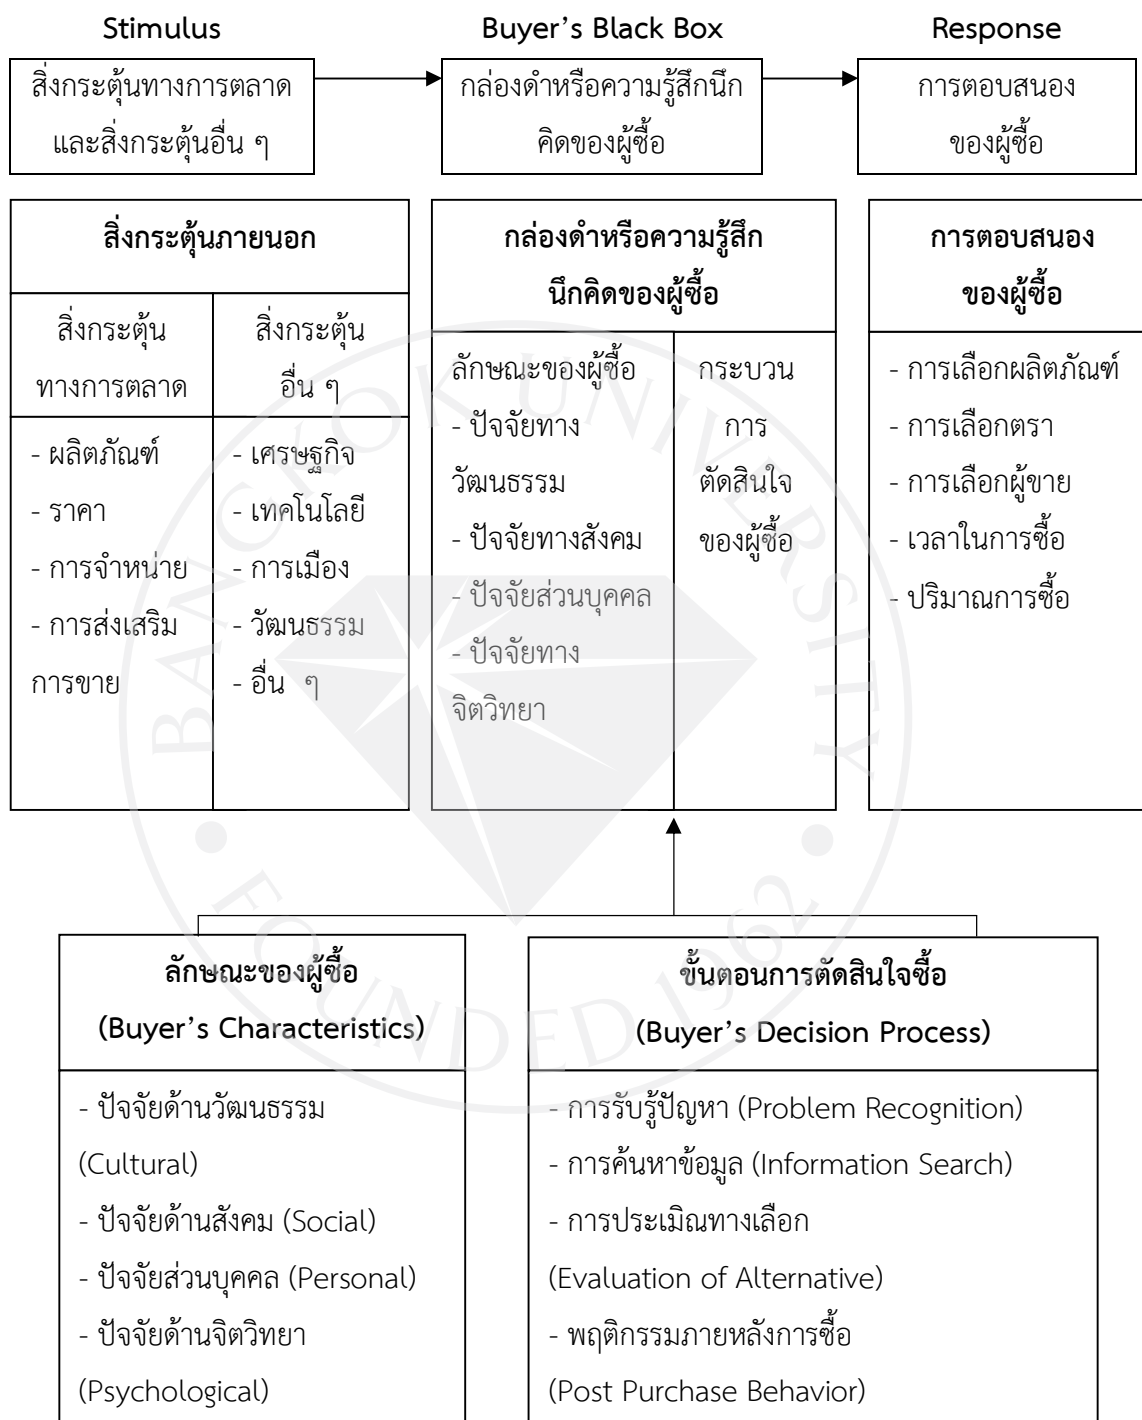 Stimulus
Buyer's Black Box
Response
สิ่งกระตุ้นทางการตลาด
และสิ่งกระตุ้นอื่น ๆ
กล่องดำหรือความรู้สึกนึก
คิดของผู้ซื้อ
การตอบสนอง
ของผู้ซื้อ
สิ่งกระตุ้นภายนอก
สิ่งกระตุ้น
ทางการตลาด
สิ่งกระตุ้น
อื่น ๆ
- ผลิตภัณฑ์
- ราคา
- การจำหน่าย
- การส่งเสริม
การขาย
- เศรษฐกิจ
- เทคโนโลยี
- การเมือง
- วัฒนธรรม
- อื่น ๆ
กล่องดำหรือความรู้สึก
นึกคิดของผู้ซื้อ
ลักษณะของผู้ซื้อ
- ปัจจัยทาง
วัฒนธรรม
- ปัจจัยทางสังคม
- ปัจจัยส่วนบุคคล
- ปัจจัยทาง
จิตวิทยา
กระบวน
การ
ตัดสินใจ
ของผู้ซื้อ
การตอบสนอง
ของผู้ซื้อ
- การเลือกผลิตภัณฑ์
- การเลือกตรา
- การเลือกผู้ขาย
- เวลาในการซื้อ
- ปริมาณการซื้อ
ลักษณะของผู้ซื้อ
(Buyer's Characteristics)
- ปัจจัยด้านวัฒนธรรม
(Cultural)
- ปัจจัยด้านสังคม (Social)
- ปัจจัยส่วนบุคคล (Personal)
- ปัจจัยด้านจิตวิทยา
(Psychological)
ขั้นตอนการตัดสินใจซื้อ
(Buyer's Decision Process)
- การรับรู้ปัญหา (Problem Recognition)
- การค้นหาข้อมูล (Information Search)
- การประเมิณทางเลือก
(Evaluation of Alternative)
- พฤติกรรมภายหลังการซื้อ
(Post Purchase Behavior)
BANGKOK UNIVERSITY
FOUNDED 1962